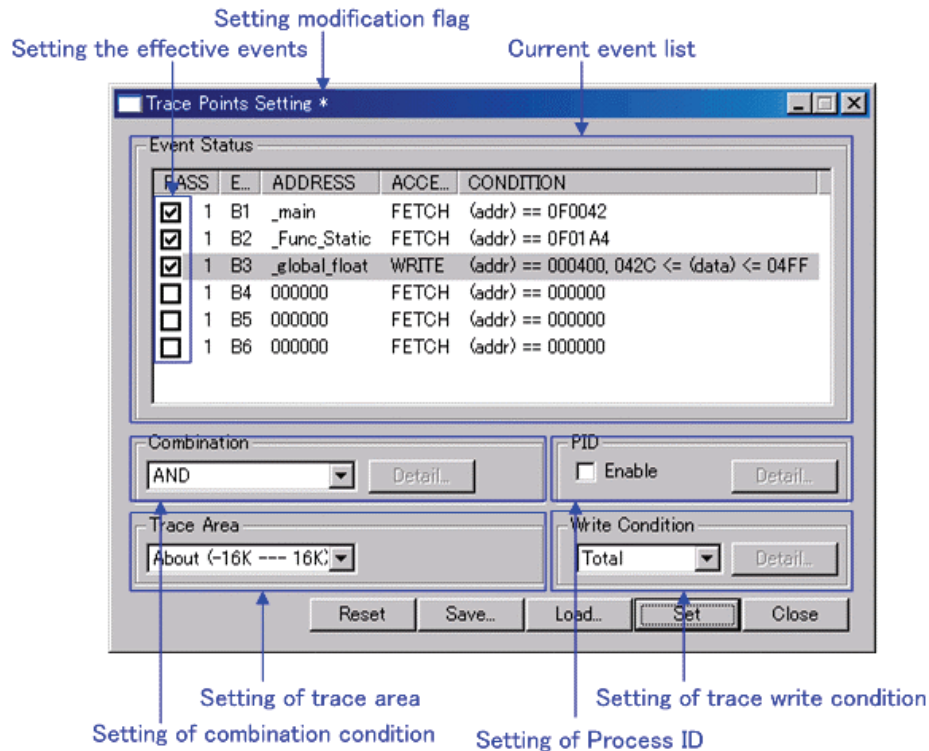 Setting modification flag
Setting the effective events
Current event list
Trace Points Setting *
Event Status
PASS E... ADDRESS ACCE... CONDITION
1 B1 _main FETCH (addr) == 0F0042
1 B2 _Func_Static FETCH (addr) == 0F01A4
1 B3 _global_float WRITE (addr) == 000400, 042C <= (data) <= 04FF
1 B4 000000 FETCH (addr) == 000000
1 B5 000000 FETCH (addr) == 000000
1 B6 000000 FETCH (addr) == 000000
Combination PID
AND Detail... Enable Detail...
Trace Area Write Condition
About (-16K --- 16K) Total Detail...
Reset Save... Load... Set Close
Setting of trace area Setting of trace write condition
Setting of combination condition Setting of Process ID